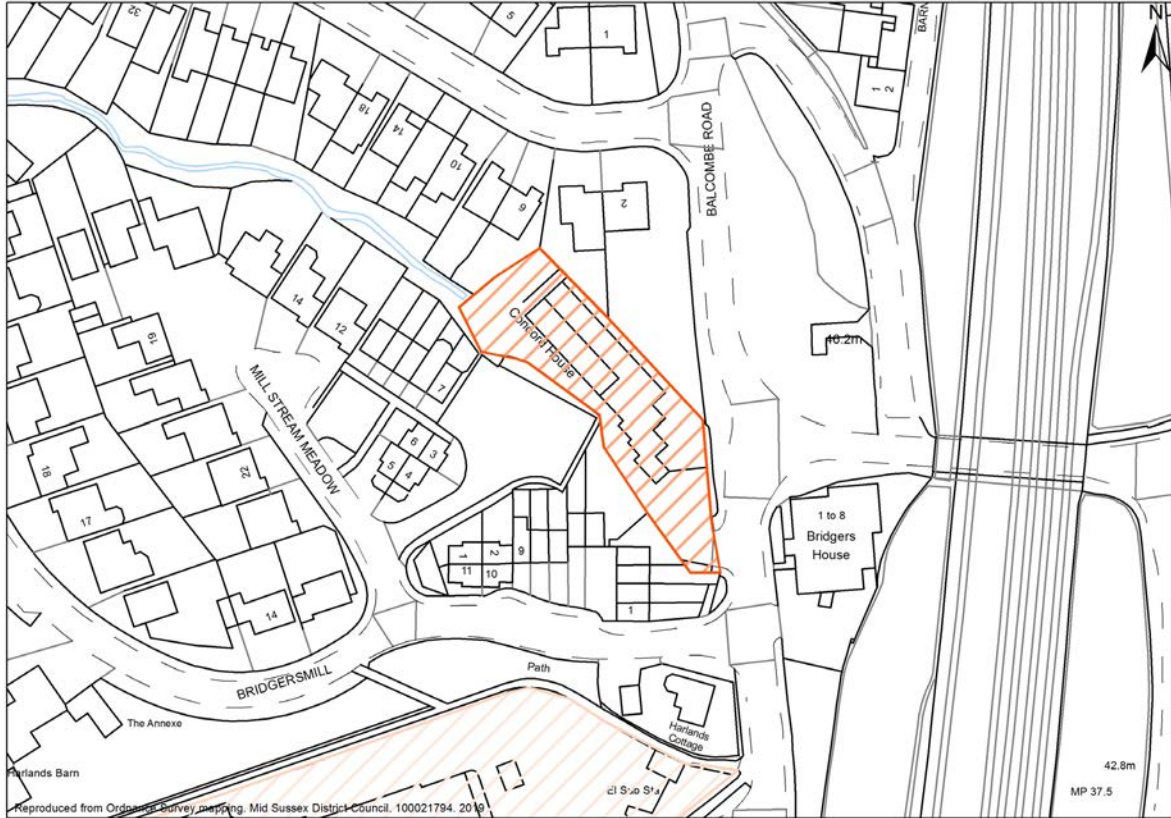 5
1
32
N
BARN
1
2
18
14
10
6
2
BALCOMBE ROAD
14
12
7
Concord House
40.2m
19
MILL STREAM MEADOW
6
3
5
4
18
22
17
1
2
9
11
10
1
1 to 8
Bridgers
House
14
BRIDGERSMILL
Path
Harlands
Cottage
The Annexe
Harlands Barn
El Sub Sta
42.8m
MP 37.5
Reproduced from Ordnance Survey mapping. Mid Sussex District Council. 100021794. 2019